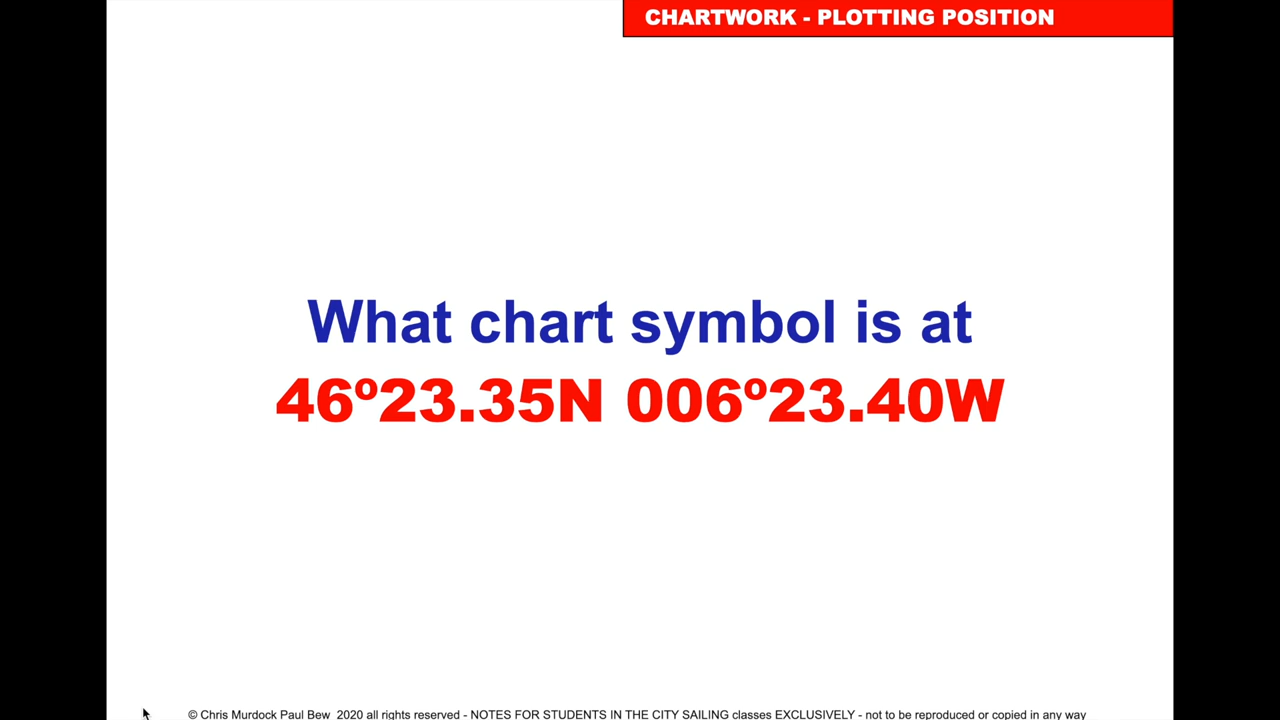 CHARTWORK - PLOTTING POSITION
What chart symbol is at
46º23.35N 006º23.40W
© Chris Murdock Paul Bew  2020 all rights reserved - NOTES FOR STUDENTS IN THE CITY SAILING classes EXCLUSIVELY - not to be reproduced or copied in any way